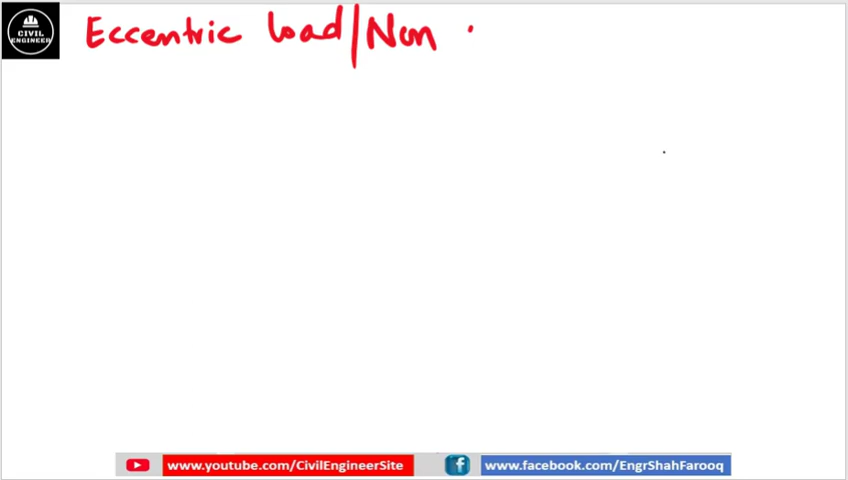 CIVIL
ENGINEER
Eccentric load/Non
www.youtube.com/CivilEngineerSite
www.facebook.com/EngrShahFarooq